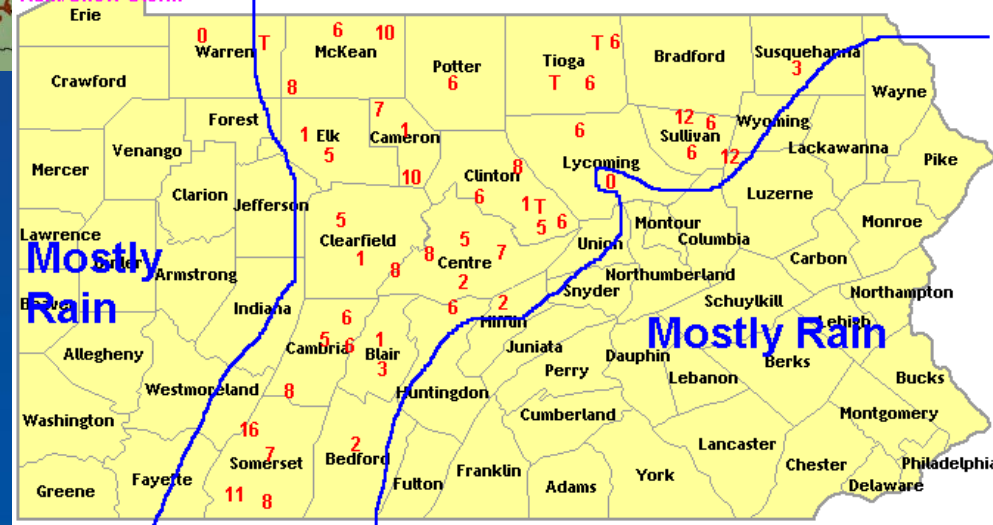 Erie
0
Warren
T
McKean
6
10
8
Crawford
Potter
6
Tioga
T 6
T 6
Bradford
Susquehanna
3
Wayne
Forest
1
Elk
5
7
Cameron
1
10
6
12
6
Sullivan
6
12
Wyoming
Lackawanna
Pike
Mercer
Venango
Clarion
Jefferson
Clinton
8
6
1 T
5
6
Lycoming
0
Luzerne
Monroe
Lawrence
Mostly
Rain
Armstrong
Indiana
5
Clearfield
1
8
8
5
Centre
7
2
Union
Montour
Columbia
Carbon
Northumberland
Northampton
Snyder
Schuylkill
Lehigh
6
2
Mifflin
Mostly Rain
Allegheny
6
5
Cambria
6
1
Blair
3
Juniata
Perry
Dauphin
Lebanon
Berks
Bucks
Westmoreland
8
Huntingdon
Cumberland
Montgomery
Washington
16
7
Somerset
2
Bedford
Lancaster
Chester
Philadelphia
Delaware
Greene
Fayette
11
8
Fulton
Franklin
Adams
York